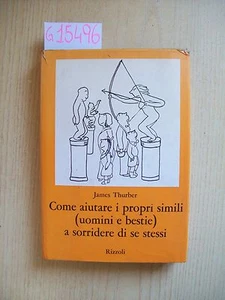 G15496
James Thurber
Come aiutare i propri simili
(uomini e bestie)
a sorridere di se stessi
Rizzoli